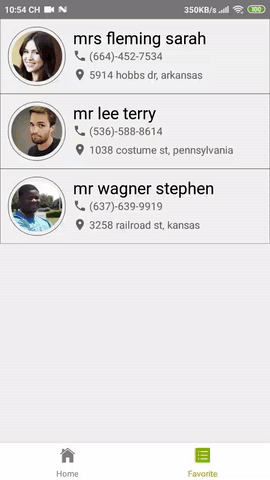 10:54 CH 350KB/s 100
mrs fleming sarah
(664)-452-7534
5914 hobbs dr, arkansas
mr lee terry
(536)-588-8614
1038 costume st, pennsylvania
mr wagner stephen
(637)-639-9919
3258 railroad st, kansas
Home Favorite